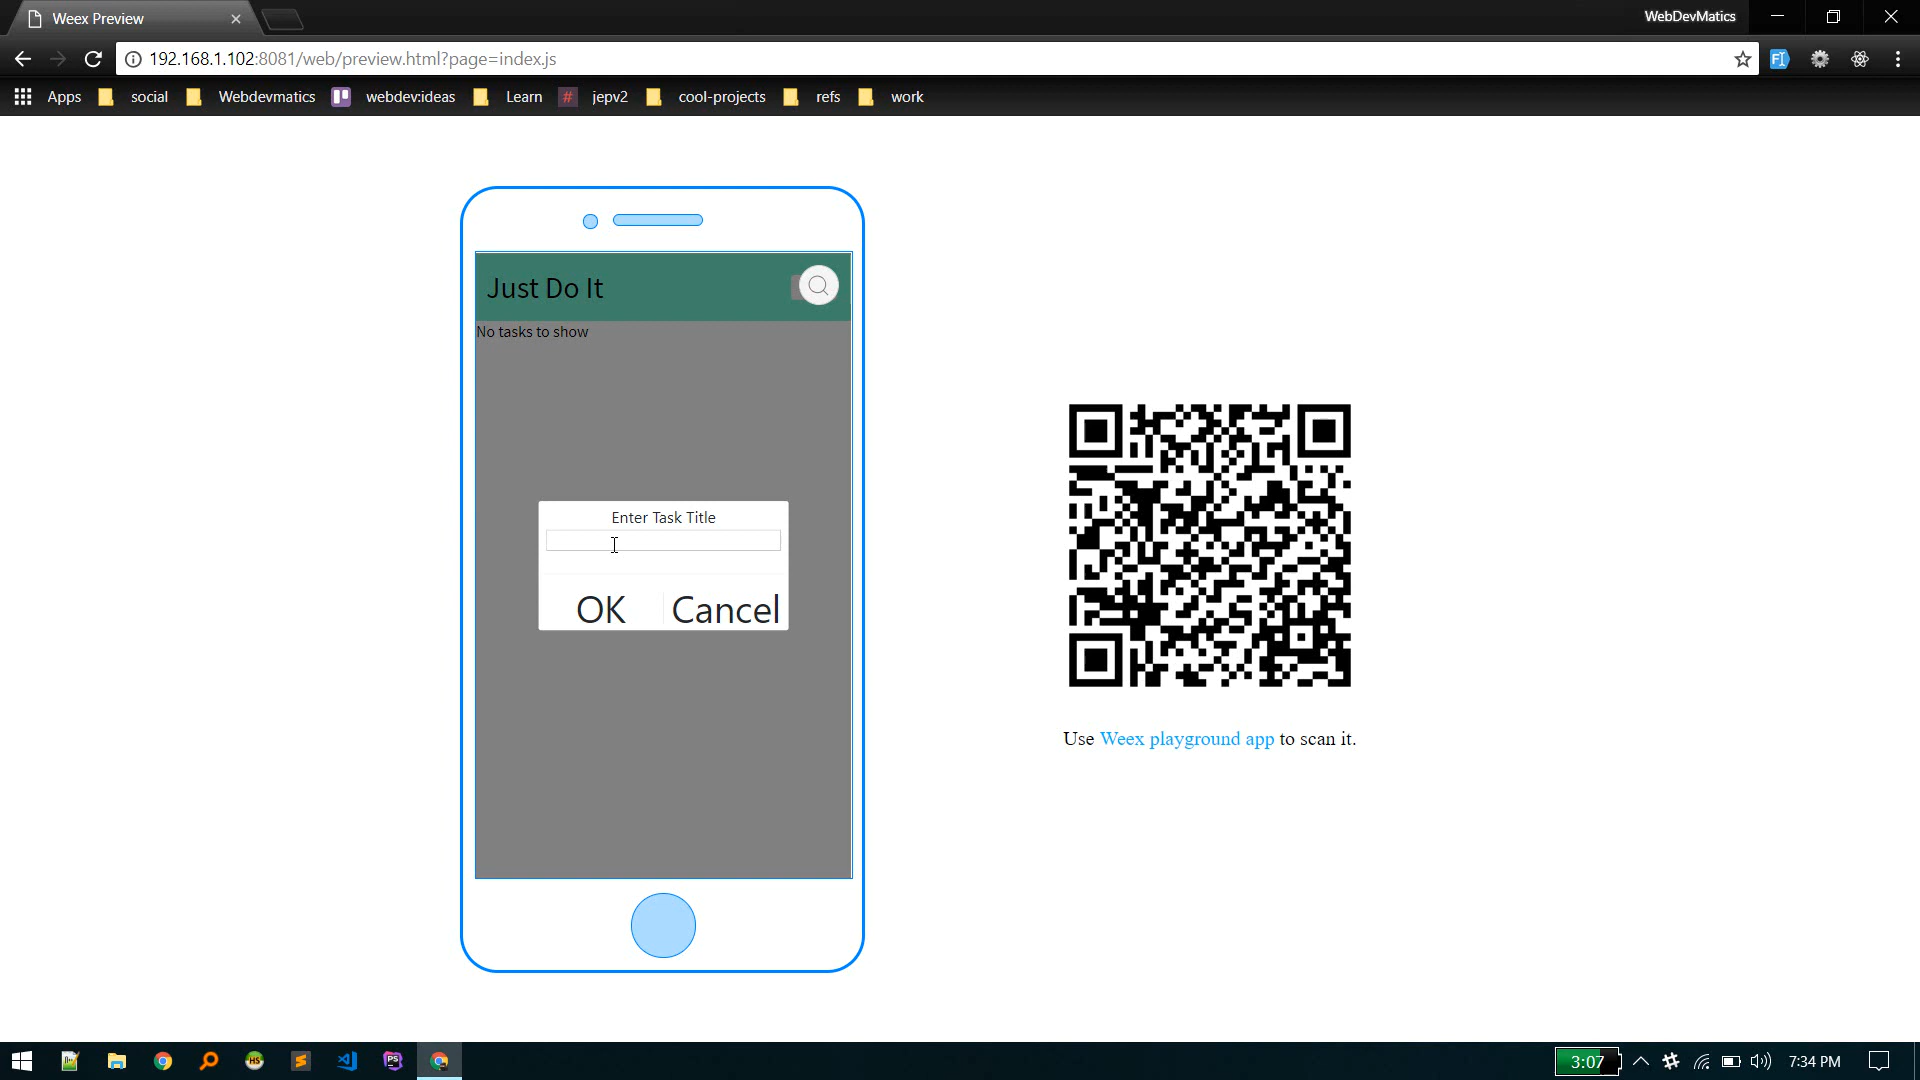 Weex Preview
WebDevMatics
192.168.1.102:8081/web/preview.html?page=index.js
Apps social Webdevmatics webdev:ideas Learn # jepv2 cool-projects refs work
Just Do It
No tasks to show
Enter Task Title
OK Cancel
Use Weex playground app to scan it.
3:07 7:34 PM